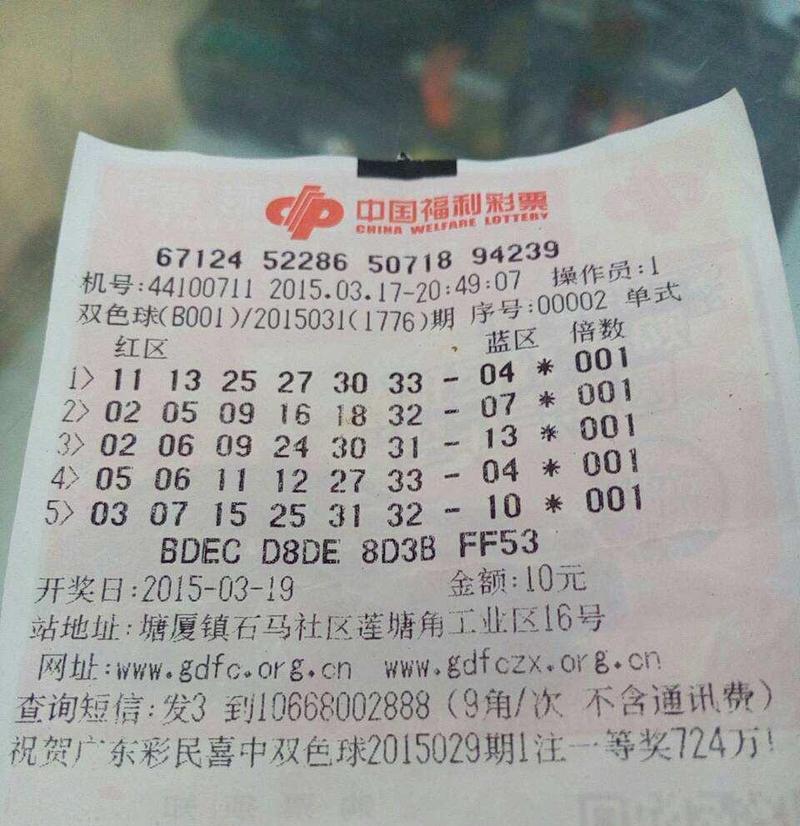 中国福利彩票
CHINA WELFARE LOTTERY
67124 52286 50718 94239
机号:44100711 2015.03.17-20:49:07 操作员:1
双色球(B001)/2015031(1776)期 序号:00002 单式
红区 蓝区 倍数
1> 11 13 25 27 30 33 - 04 * 001
2> 02 05 09 16 18 32 - 07 * 001
3> 02 06 09 24 30 31 - 13 * 001
4> 05 06 11 12 27 33 - 04 * 001
5> 03 07 15 25 31 32 - 10 * 001
BDEC D8DE 8D3B FF53
开奖日:2015-03-19 金额:10元
站地址:塘厦镇石马社区莲塘角工业区16号
网址:www.gdfc.org.cn www.gdfczx.org.cn
查询短信:发3 到10668002888(9角/次 不含通讯费)
祝贺广东彩民喜中双色球2015029期1注一等奖724万!